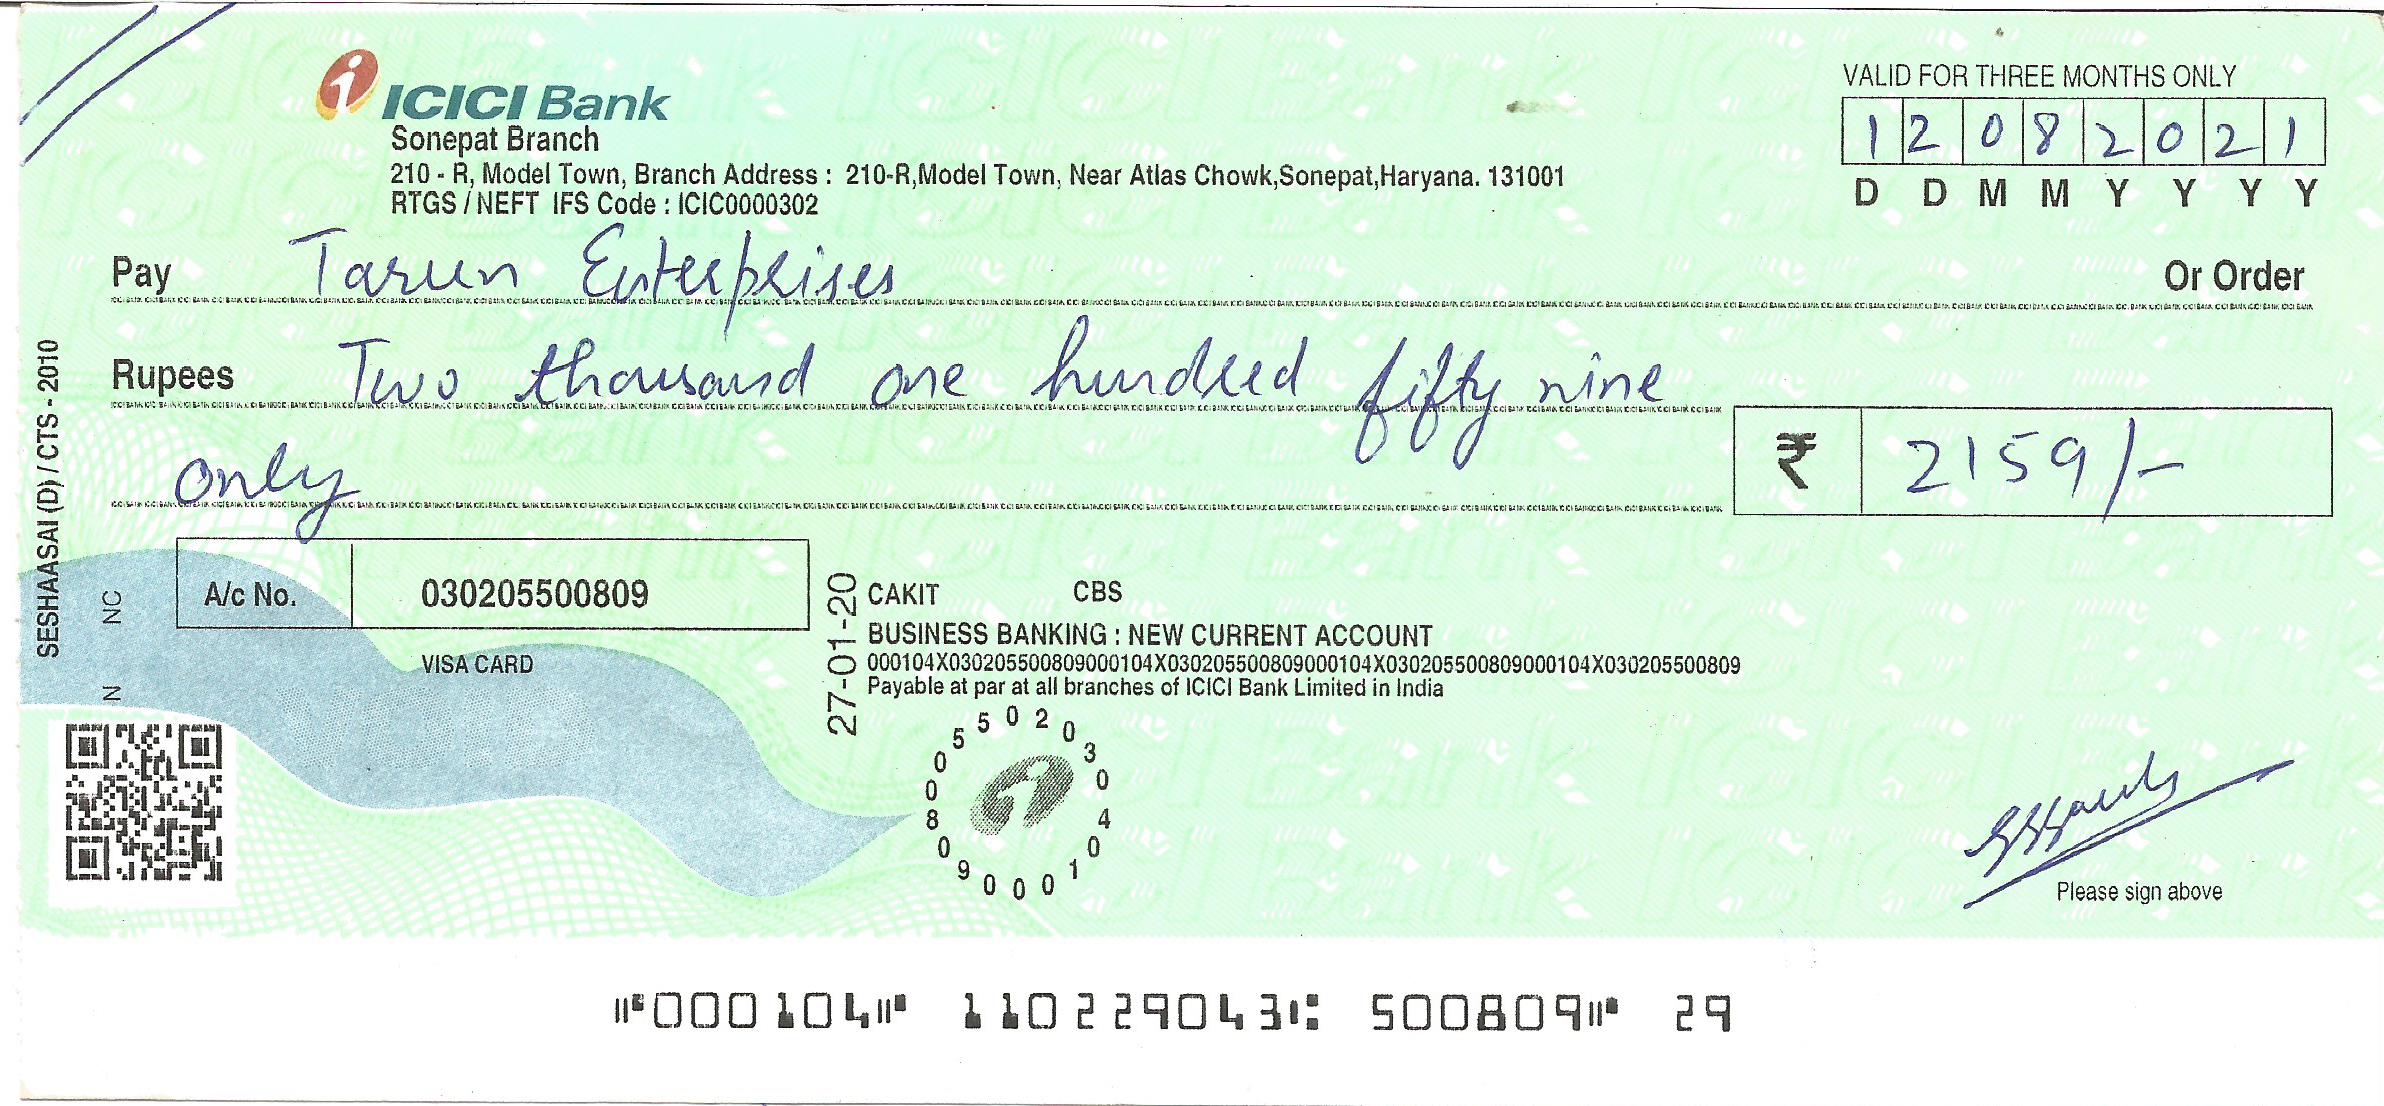 ICICI Bank
Sonepat Branch
210 - R, Model Town, Branch Address : 210-R,Model Town, Near Atlas Chowk,Sonepat,Haryana. 131001
RTGS / NEFT IFS Code : ICIC0000302
VALID FOR THREE MONTHS ONLY
1 2 0 8 2 0 2 1
D D M M Y Y Y Y
Pay Tarun Enterprises Or Order
Rupees Two thousand one hundred fifty nine
only
₹ 2159/-
SESHAASAI (D) / CTS - 2010
N NC
A/c No. 030205500809
VISA CARD
27-01-20
CAKIT CBS
BUSINESS BANKING : NEW CURRENT ACCOUNT
000104X030205500809000104X030205500809000104X030205500809000104X030205500809
Payable at par at all branches of ICICI Bank Limited in India
0 0 0 1 0 4 0 3 0 2 0 5 5 0 0 8 0 9
Please sign above
⑈000104⑈ 110229043⑆ 500809⑈ 29